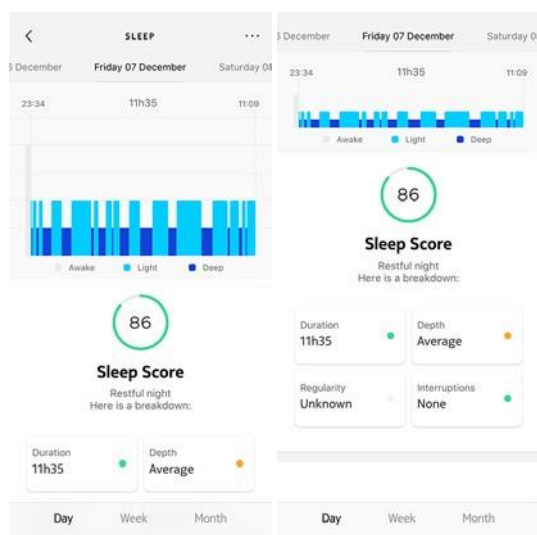 SLEEP
December
Friday 07 December
Saturday 0
23:34
11h35
11:09
Awake
Light
Deep
86
Sleep Score
Restful night
Here is a breakdown:
Duration
11h35
Depth
Average
Day
Week
Month
December
Friday 07 December
Saturday 0
23:34
11h35
11:09
Awake
Light
Deep
86
Sleep Score
Restful night
Here is a breakdown:
Duration
11h35
Depth
Average
Regularity
Unknown
Interruptions
None
Day
Week
Month